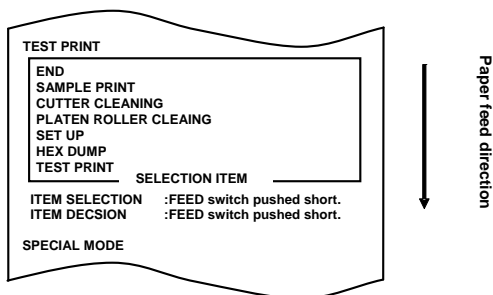 TEST PRINT
END
SAMPLE PRINT
CUTTER CLEANING
PLATEN ROLLER CLEAING
SET UP
HEX DUMP
TEST PRINT
SELECTION ITEM
ITEM SELECTION :FEED switch pushed short.
ITEM DECSION :FEED switch pushed short.
SPECIAL MODE
Paper feed direction